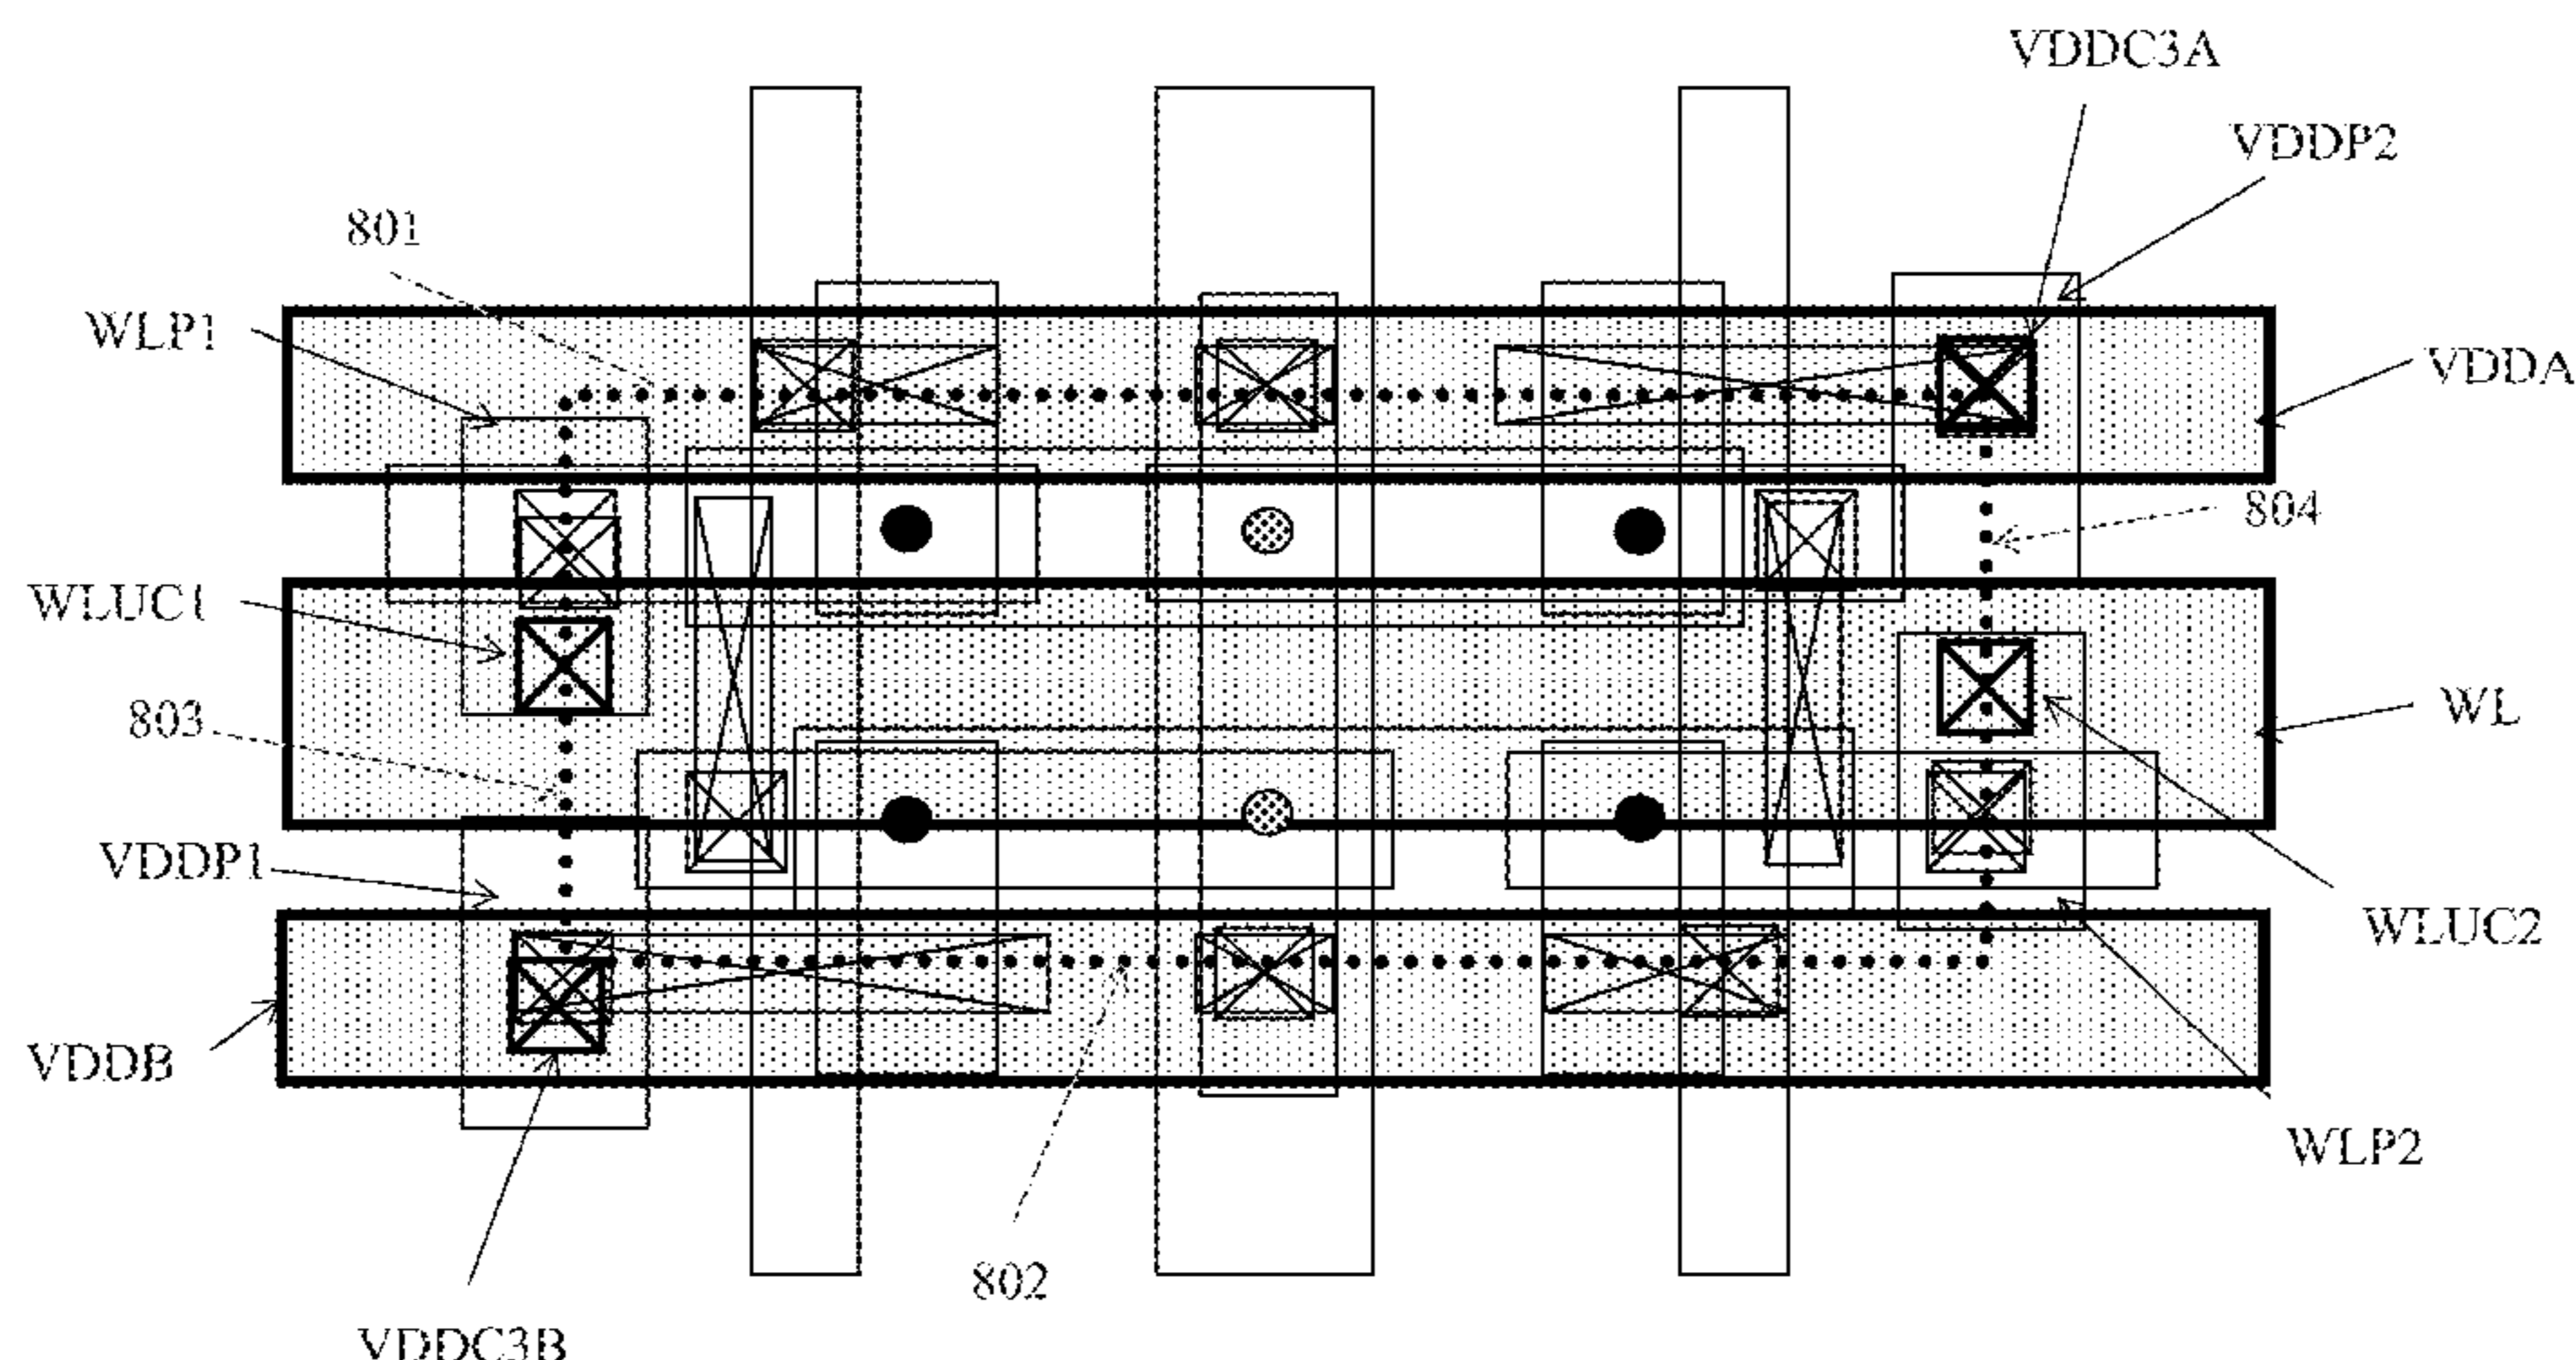 VDDC3A
VDDP2
801
WLP1
VDDA
804
WLUC1
803
WL
VDDP1
WLUC2
VDDB
WLP2
802
VDDC3B